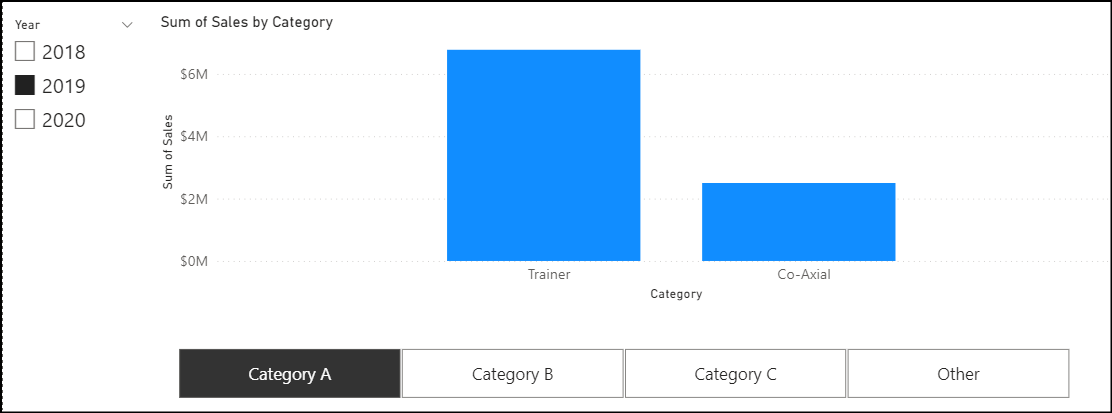 Year
2018
2019
2020
Sum of Sales by Category
Sum of Sales
$6M
$4M
$2M
$0M
Trainer Co-Axial
Category
Category A Category B Category C Other